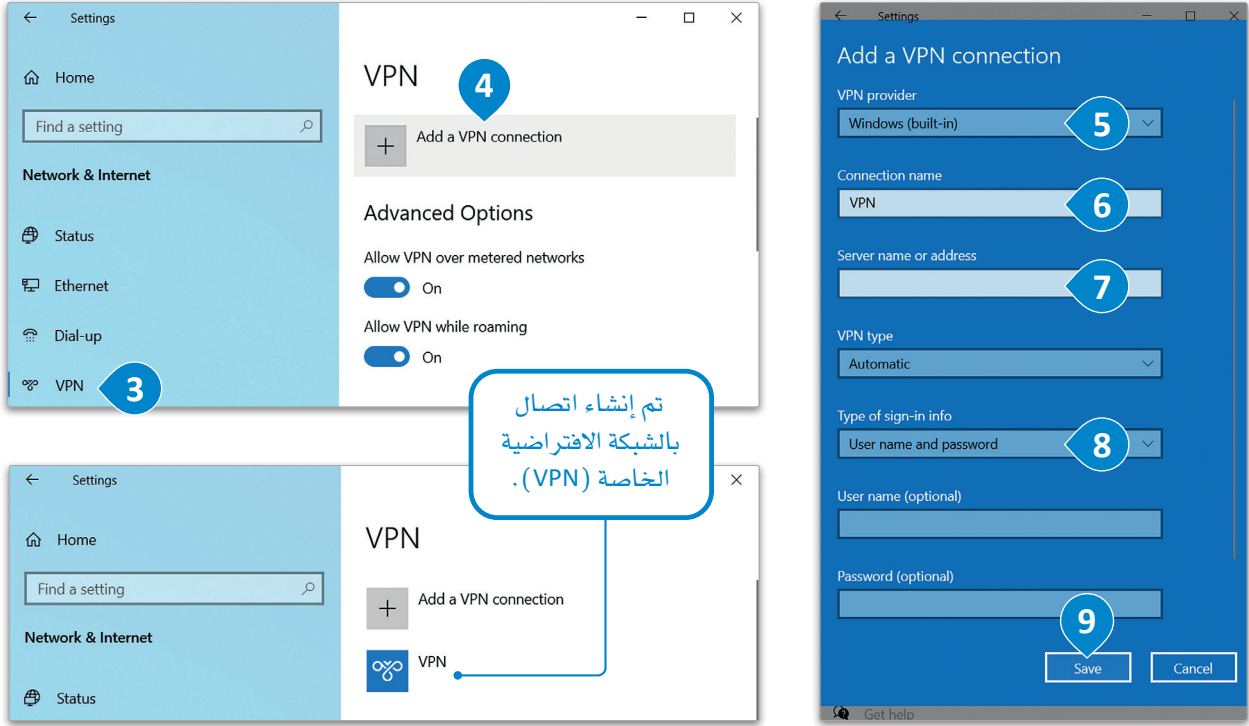 Settings
Home
Find a setting
Network & Internet
Status
Ethernet
Dial-up
VPN
3
VPN
4
Add a VPN connection
Advanced Options
Allow VPN over metered networks
On
Allow VPN while roaming
On
تم إنشاء اتصال
بالشبكة الافتراضية
الخاصة (VPN).
Settings
Home
Find a setting
Network & Internet
Status
VPN
Add a VPN connection
VPN
Settings
Add a VPN connection
VPN provider
Windows (built-in)
5
Connection name
VPN
6
Server name or address
7
VPN type
Automatic
Type of sign-in info
User name and password
8
User name (optional)
Password (optional)
9
Save
Cancel
Get help